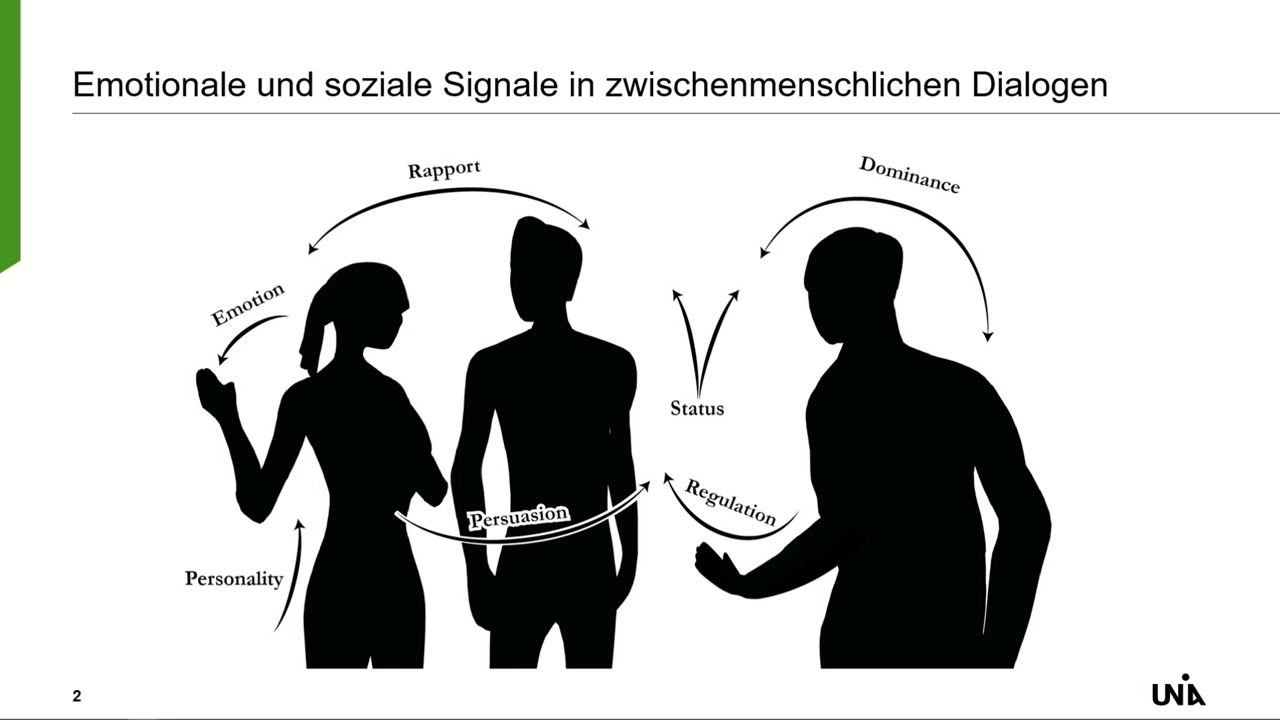 Emotionale und soziale Signale in zwischenmenschlichen Dialogen
Rapport
Dominance
Emotion
Status
Regulation
Persuasion
Personality
2
UNIA